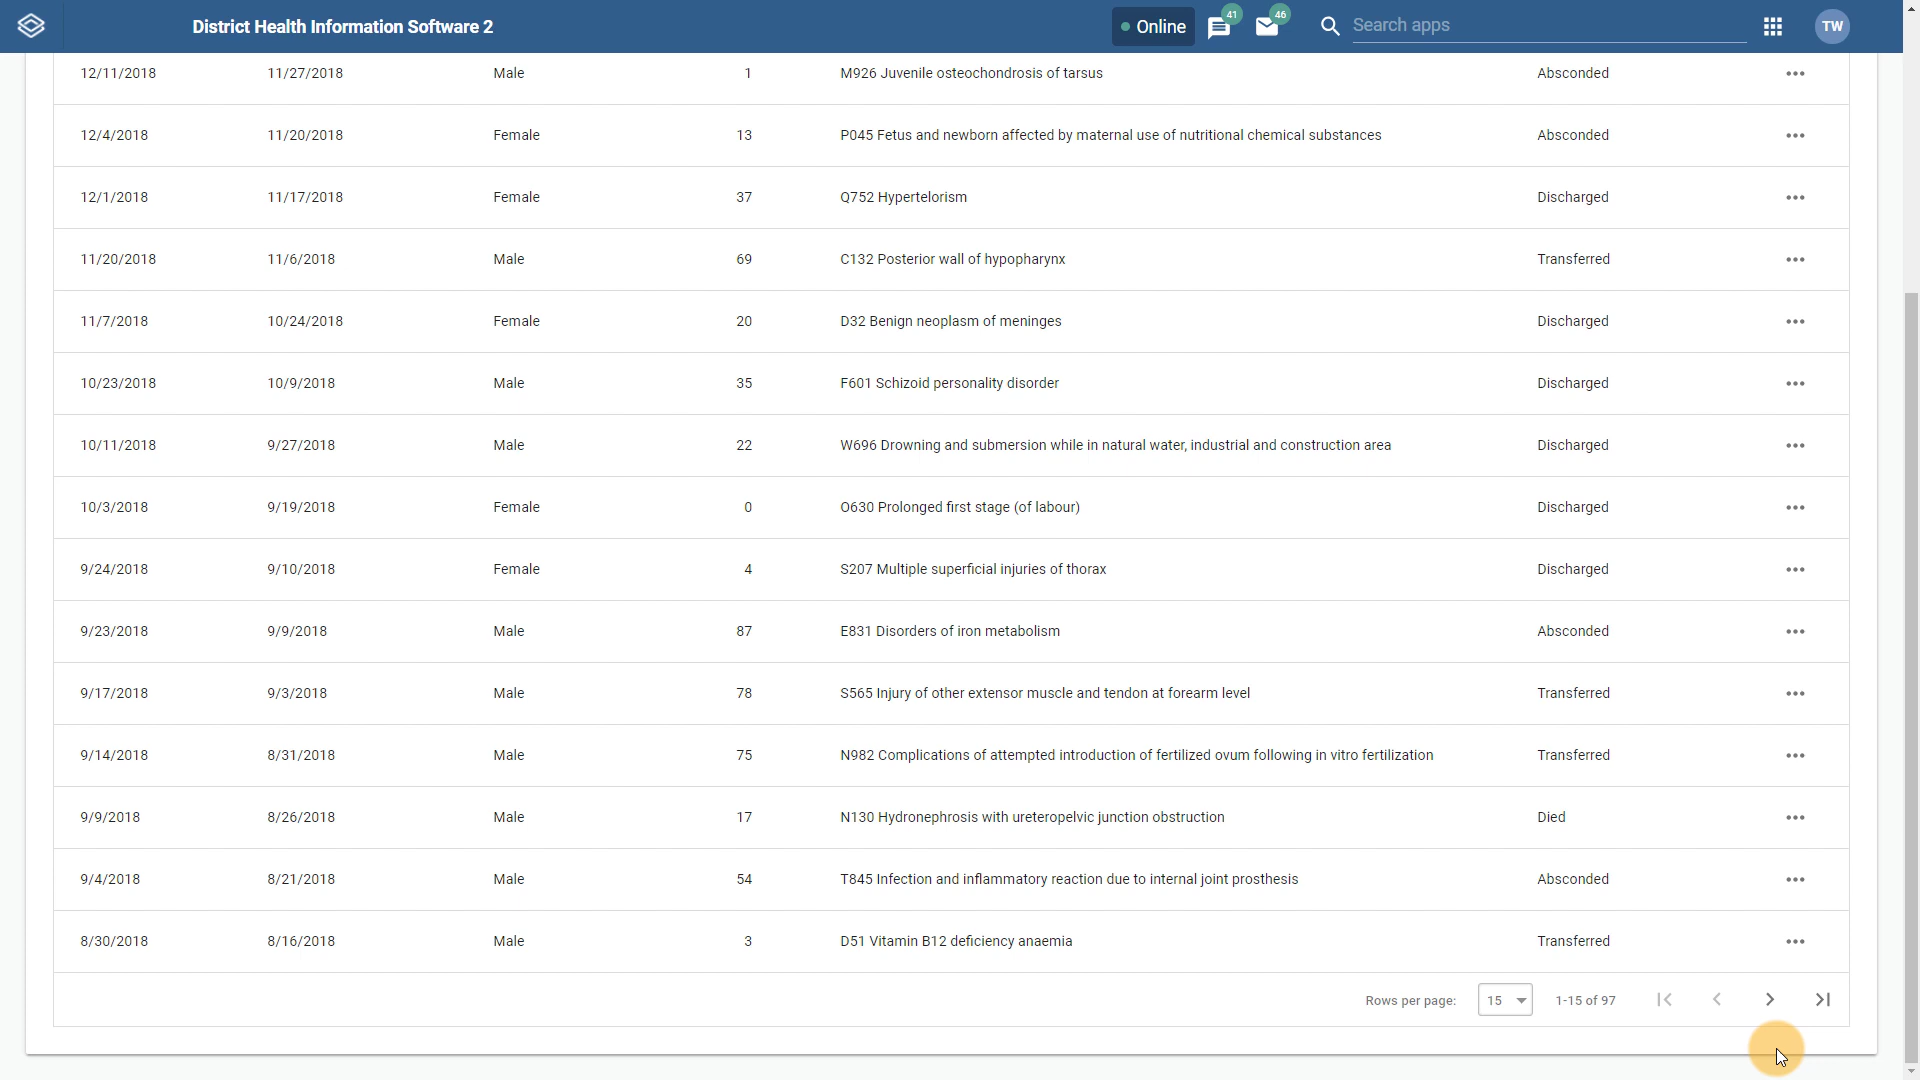 District Health Information Software 2 Online 41 46 Search apps TW
12/11/2018 11/27/2018 Male 1 M926 Juvenile osteochondrosis of tarsus Absconded
12/4/2018 11/20/2018 Female 13 P045 Fetus and newborn affected by maternal use of nutritional chemical substances Absconded
12/1/2018 11/17/2018 Female 37 Q752 Hypertelorism Discharged
11/20/2018 11/6/2018 Male 69 C132 Posterior wall of hypopharynx Transferred
11/7/2018 10/24/2018 Female 20 D32 Benign neoplasm of meninges Discharged
10/23/2018 10/9/2018 Male 35 F601 Schizoid personality disorder Discharged
10/11/2018 9/27/2018 Male 22 W696 Drowning and submersion while in natural water, industrial and construction area Discharged
10/3/2018 9/19/2018 Female 0 O630 Prolonged first stage (of labour) Discharged
9/24/2018 9/10/2018 Female 4 S207 Multiple superficial injuries of thorax Discharged
9/23/2018 9/9/2018 Male 87 E831 Disorders of iron metabolism Absconded
9/17/2018 9/3/2018 Male 78 S565 Injury of other extensor muscle and tendon at forearm level Transferred
9/14/2018 8/31/2018 Male 75 N982 Complications of attempted introduction of fertilized ovum following in vitro fertilization Transferred
9/9/2018 8/26/2018 Male 17 N130 Hydronephrosis with ureteropelvic junction obstruction Died
9/4/2018 8/21/2018 Male 54 T845 Infection and inflammatory reaction due to internal joint prosthesis Absconded
8/30/2018 8/16/2018 Male 3 D51 Vitamin B12 deficiency anaemia Transferred
Rows per page: 15 1-15 of 97